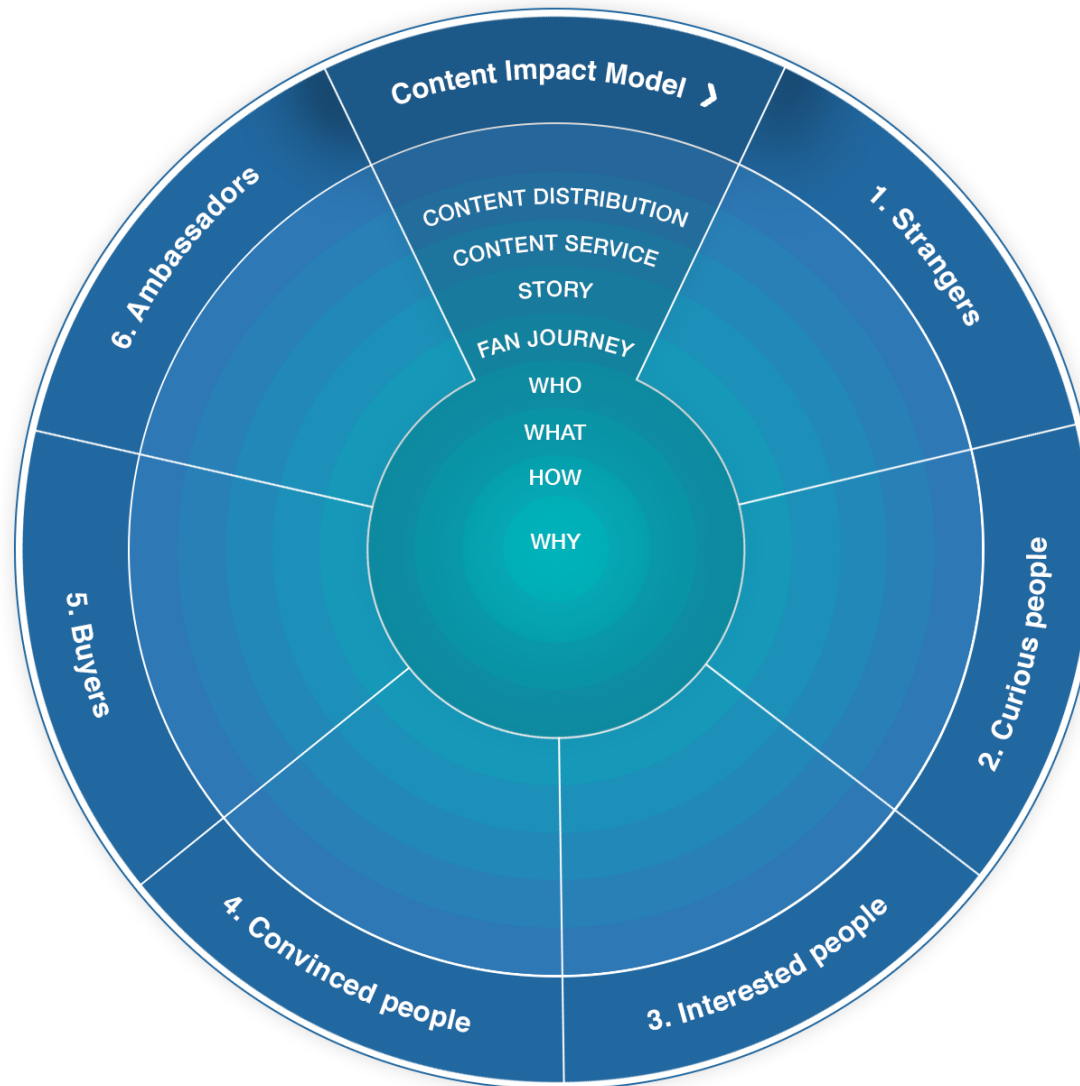 Content Impact Model ❯
CONTENT DISTRIBUTION
CONTENT SERVICE
STORY
FAN JOURNEY
WHO
WHAT
HOW
WHY
1. Strangers
2. Curious people
3. Interested people
4. Convinced people
5. Buyers
6. Ambassadors